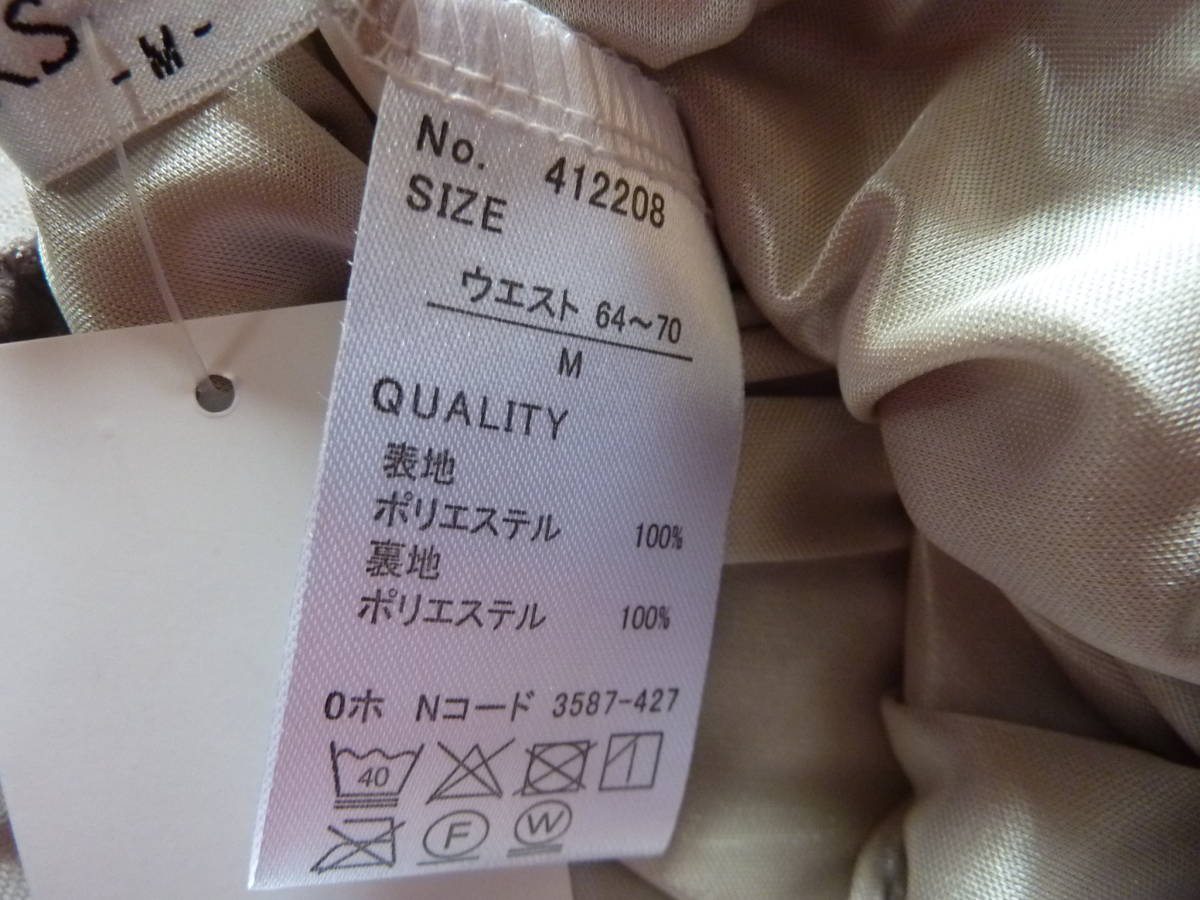 -M-
No. 412208
SIZE
ウエスト 64～70
M
QUALITY
表地
ポリエステル 100%
裏地
ポリエステル 100%
0ホ Nコード 3587-427
40
F W